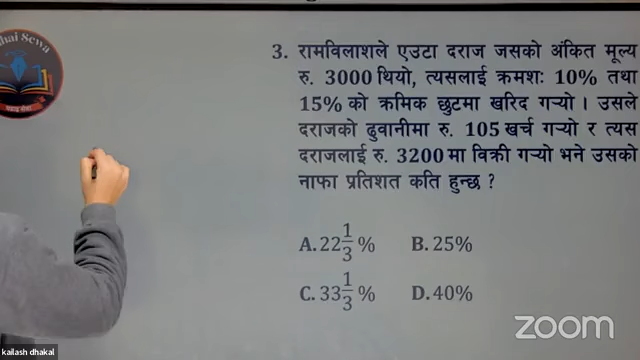 hai Sewa
3. रामविलाशले एउटा दराज जसको अंकित मूल्य
रु. 3000 थियो, त्यसलाई क्रमशः 10% तथा
15% को क्रमिक छुटमा खरिद गर्‍यो । उसले
दराजको ढुवानीमा रु. 105 खर्च गर्‍यो र त्यस
दराजलाई रु. 3200 मा विक्री गर्‍यो भने उसको
नाफा प्रतिशत कति हुन्छ ?
A. 22 1/3 % B. 25%
C. 33 1/3 % D. 40%
zoom
kailash dhakal